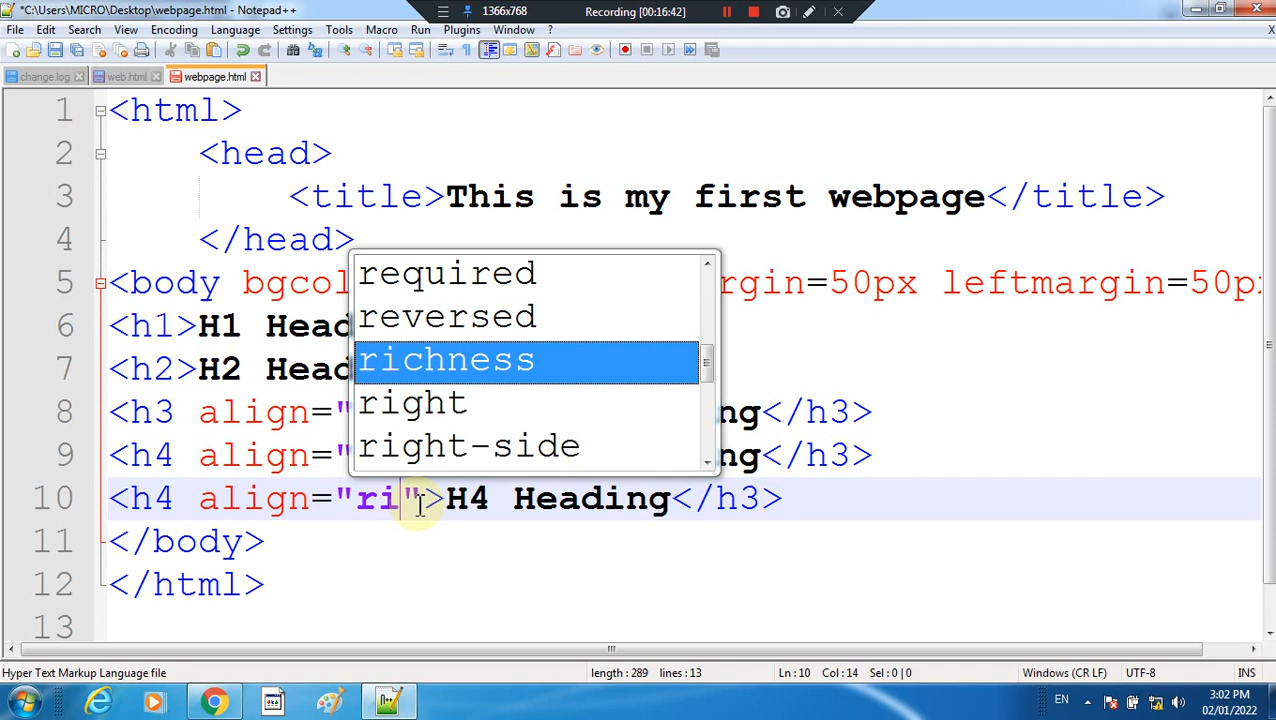 *C:\Users\MICRO\Desktop\webpage.html - Notepad++
1366x768
Recording [00:16:42]
File Edit Search View Encoding Language Settings Tools Macro Run Plugins Window ?
X
change.log web.html webpage.html
1 <html>
2 <head>
3 <title>This is my first webpage</title>
4 </head>
5 <body bgcol rgin=50px leftmargin=50px
6 <h1>H1 Head
7 <h2>H2 Head
8 <h3 align=" ng</h3>
9 <h4 align=" ng</h3>
10 <h4 align="ri">H4 Heading</h3>
11 </body>
12 </html>
13
required
reversed
richness
right
right-side
Hyper Text Markup Language file length : 289 lines : 13 Ln : 10 Col : 14 Sel : 0 | 0 Windows (CR LF) UTF-8 INS
EN
3:02 PM
02/01/2022